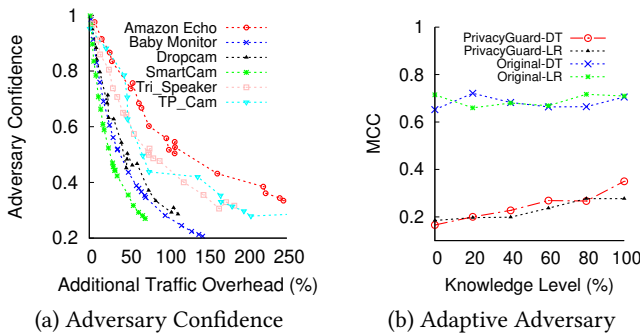 Adversary Confidence
1
0.8
0.6
0.4
0.2
Amazon Echo
Baby Monitor
Dropcam
SmartCam
Tri_Speaker
TP_Cam
0 50 100 150 200 250
Additional Traffic Overhead (%)
(a) Adversary Confidence
MCC
1
0.8
0.6
0.4
0.2
PrivacyGuard-DT
PrivacyGuard-LR
Original-DT
Original-LR
0 20 40 60 80 100
Knowledge Level (%)
(b) Adaptive Adversary